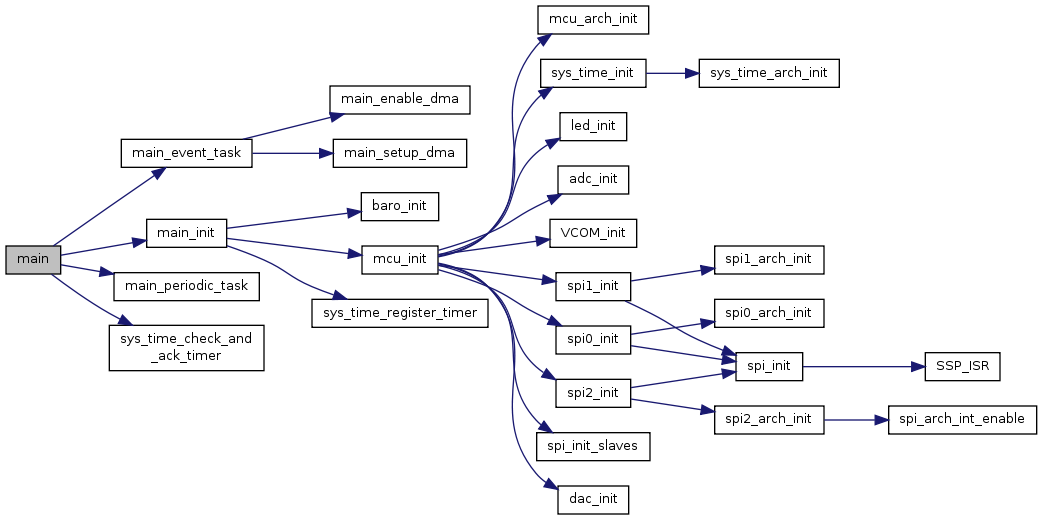 main
main_event_task
main_init
main_periodic_task
sys_time_check_and
_ack_timer
main_enable_dma
main_setup_dma
baro_init
mcu_init
sys_time_register_timer
mcu_arch_init
sys_time_init
led_init
adc_init
VCOM_init
spi1_init
spi0_init
spi2_init
spi_init_slaves
dac_init
sys_time_arch_init
spi1_arch_init
spi0_arch_init
spi_init
spi2_arch_init
SSP_ISR
spi_arch_int_enable